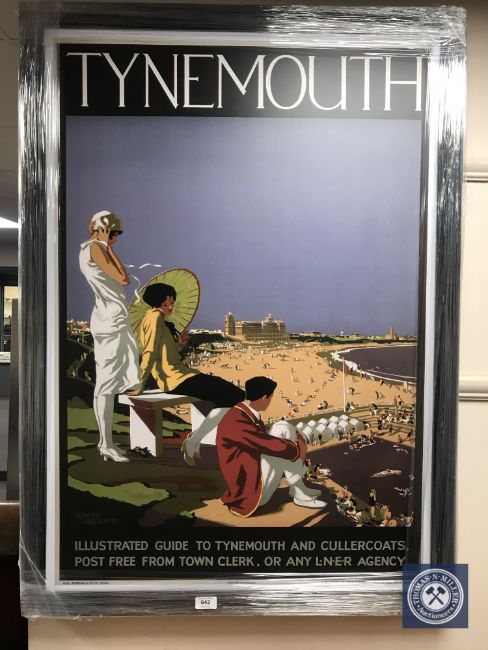 TYNEMOUTH
ILLUSTRATED GUIDE TO TYNEMOUTH AND CULLERCOATS.
POST FREE FROM TOWN CLERK, OR ANY L·N·E·R AGENCY.
642
THOMAS·N·MILLER
Auctioneers